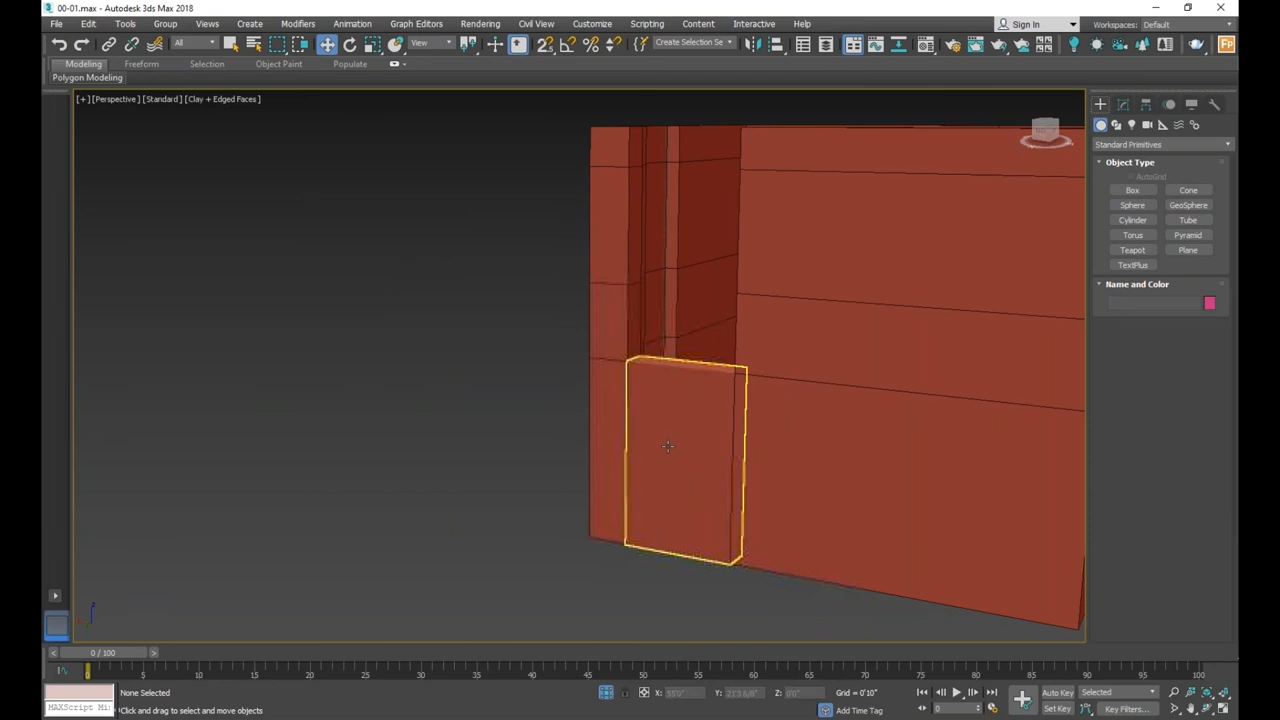 00-01.max - Autodesk 3ds Max 2018
File Edit Tools Group Views Create Modifiers Animation Graph Editors Rendering Civil View Customize Scripting Content Interactive Help
Sign In Workspaces: Default
All View Create Selection Se
Modeling Freeform Selection Object Paint Populate
Polygon Modeling
[+] [Perspective] [Standard] [Clay + Edged Faces]
Standard Primitives
Object Type
AutoGrid
Box Cone
Sphere GeoSphere
Cylinder Tube
Torus Pyramid
Teapot Plane
TextPlus
Name and Color
z
0 / 100
5 10 15 20 25 30 35 40 45 50 55 60 65 70 75 80 85 90 95 100
None Selected
X: Y: Z: 0'0" Grid = 0'10"
Auto Key Selected
MAXScript Mi
Click and drag to select and move objects
Add Time Tag
0
Set Key Key Filters...